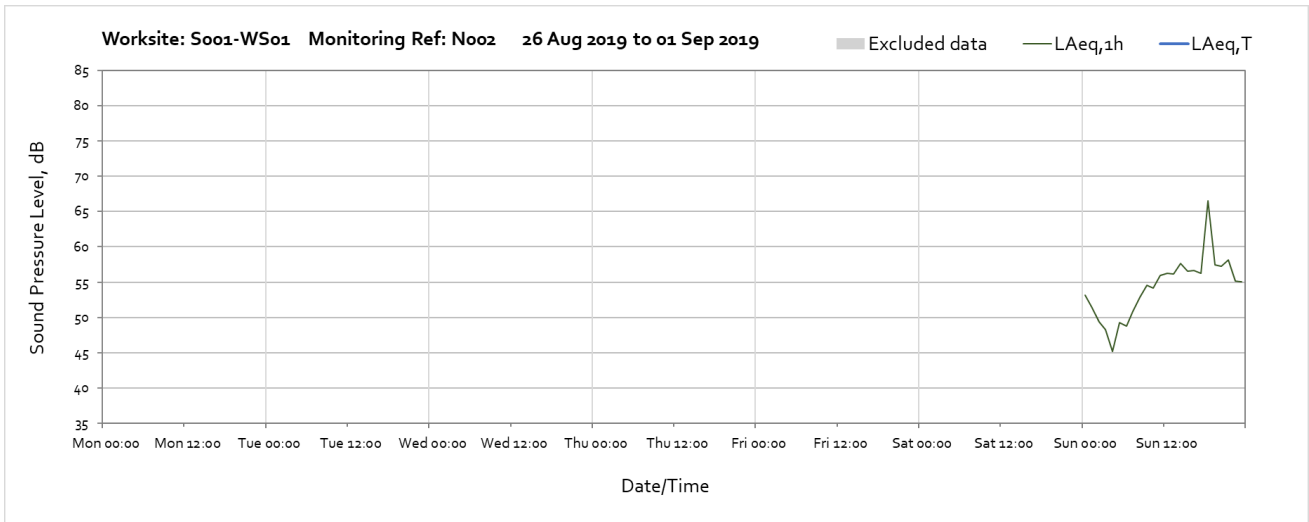 Worksite: S001-WS01 Monitoring Ref: N002 26 Aug 2019 to 01 Sep 2019
Excluded data LAeq,1h LAeq,T
85
80
75
70
65
60
55
50
45
40
35
Sound Pressure Level, dB
Mon 00:00 Mon 12:00 Tue 00:00 Tue 12:00 Wed 00:00 Wed 12:00 Thu 00:00 Thu 12:00 Fri 00:00 Fri 12:00 Sat 00:00 Sat 12:00 Sun 00:00 Sun 12:00
Date/Time